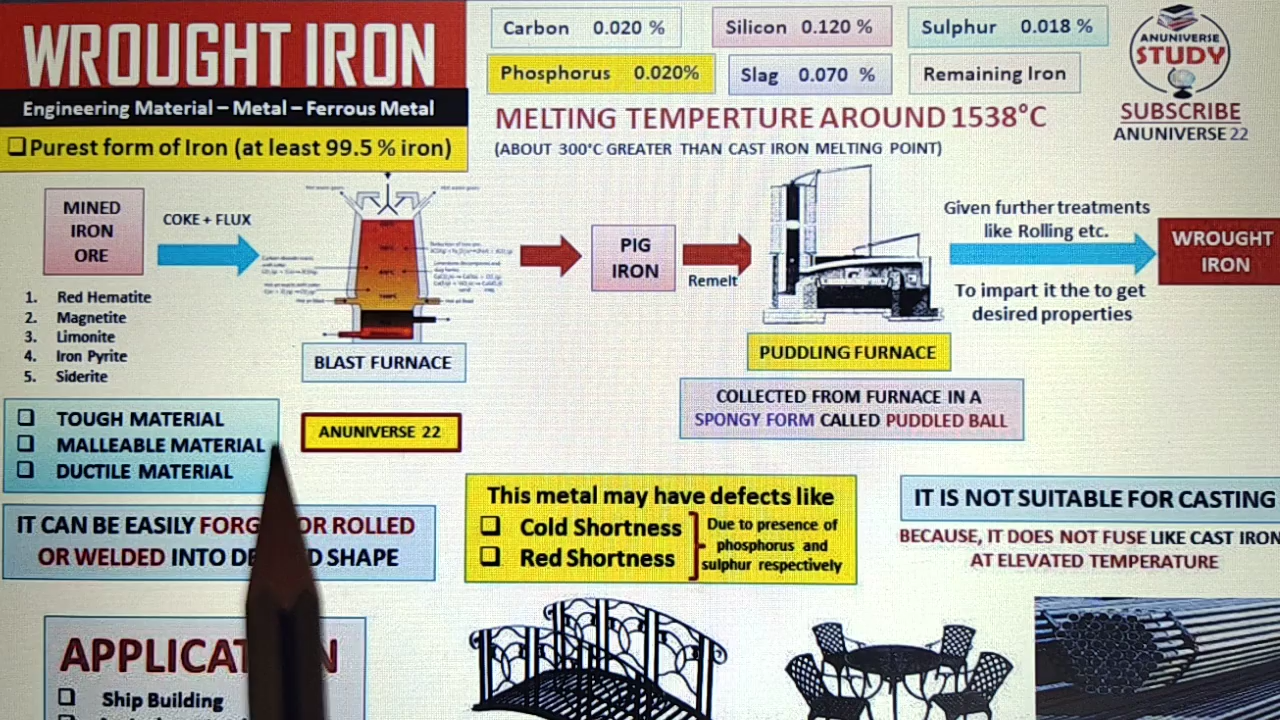 WROUGHT IRON
Engineering Material – Metal – Ferrous Metal
Purest form of Iron (at least 99.5 % iron)
Carbon 0.020 %
Silicon 0.120 %
Sulphur 0.018 %
Phosphorus 0.020%
Slag 0.070 %
Remaining Iron
MELTING TEMPERTURE AROUND 1538°C
(ABOUT 300°C GREATER THAN CAST IRON MELTING POINT)
ANUNIVERSE
STUDY
SUBSCRIBE
ANUNIVERSE 22
MINED
IRON
ORE
COKE + FLUX
1. Red Hematite
2. Magnetite
3. Limonite
4. Iron Pyrite
5. Siderite
BLAST FURNACE
PIG
IRON
Remelt
PUDDLING FURNACE
Given further treatments
like Rolling etc.
To impart it the to get
desired properties
WROUGHT
IRON
COLLECTED FROM FURNACE IN A
SPONGY FORM CALLED PUDDLED BALL
TOUGH MATERIAL
MALLEABLE MATERIAL
DUCTILE MATERIAL
ANUNIVERSE 22
IT CAN BE EASILY FORG OR ROLLED
OR WELDED INTO DE D SHAPE
This metal may have defects like
Cold Shortness
Red Shortness
Due to presence of
phosphorus and
sulphur respectively
IT IS NOT SUITABLE FOR CASTING
BECAUSE, IT DOES NOT FUSE LIKE CAST IRON
AT ELEVATED TEMPERATURE
APPLICAT N
Ship Building